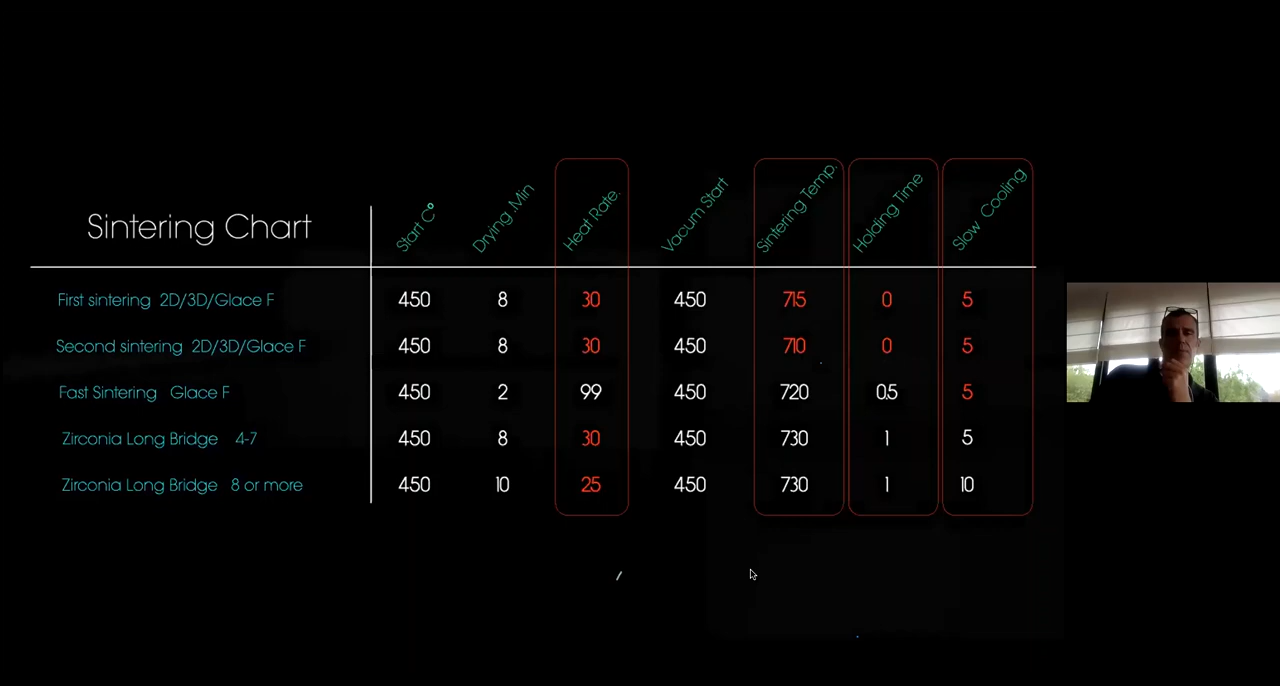 Sintering Chart Start C° Drying .Min Heat Rate. Vacum Start Sintering Temp. Holding Time Slow Cooling
First sintering 2D/3D/Glace F 450 8 30 450 715 0 5
Second sintering 2D/3D/Glace F 450 8 30 450 710 0 5
Fast Sintering Glace F 450 2 99 450 720 0.5 5
Zirconia Long Bridge 4-7 450 8 30 450 730 1 5
Zirconia Long Bridge 8 or more 450 10 25 450 730 1 10